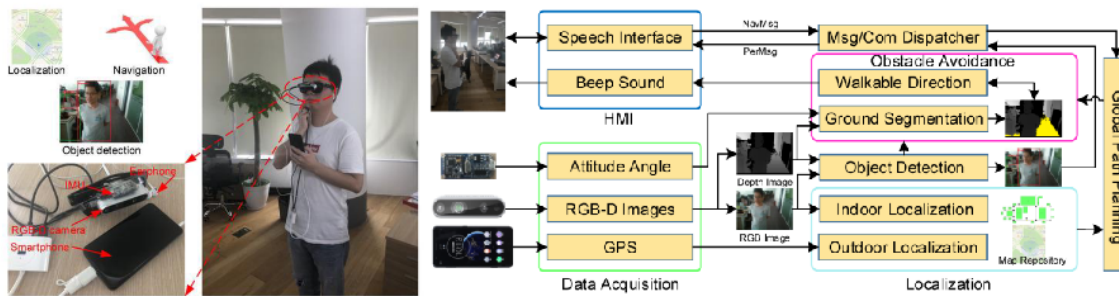 Localization
Navigation
Object detection
IMU
Earphone
RGB-D camera
Smartphone
Speech Interface
Beep Sound
HMI
NavMsg
PerMsg
Msg/Com Dispatcher
Obstacle Avoidance
Walkable Direction
Ground Segmentation
Attitude Angle
RGB-D Images
GPS
Data Acquisition
Depth Image
RGB Image
Object Detection
Indoor Localization
Outdoor Localization
Map Repository
Localization
Global Path Planning